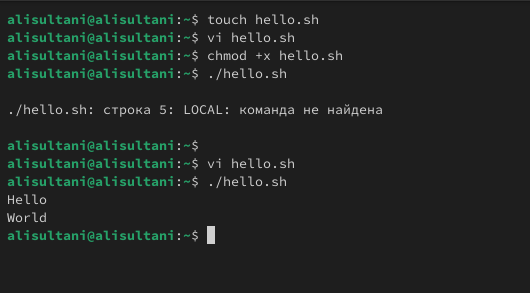 alisultani@alisultani:~$ touch hello.sh
alisultani@alisultani:~$ vi hello.sh
alisultani@alisultani:~$ chmod +x hello.sh
alisultani@alisultani:~$ ./hello.sh
./hello.sh: строка 5: LOCAL: команда не найдена
alisultani@alisultani:~$
alisultani@alisultani:~$ vi hello.sh
alisultani@alisultani:~$ ./hello.sh
Hello
World
alisultani@alisultani:~$